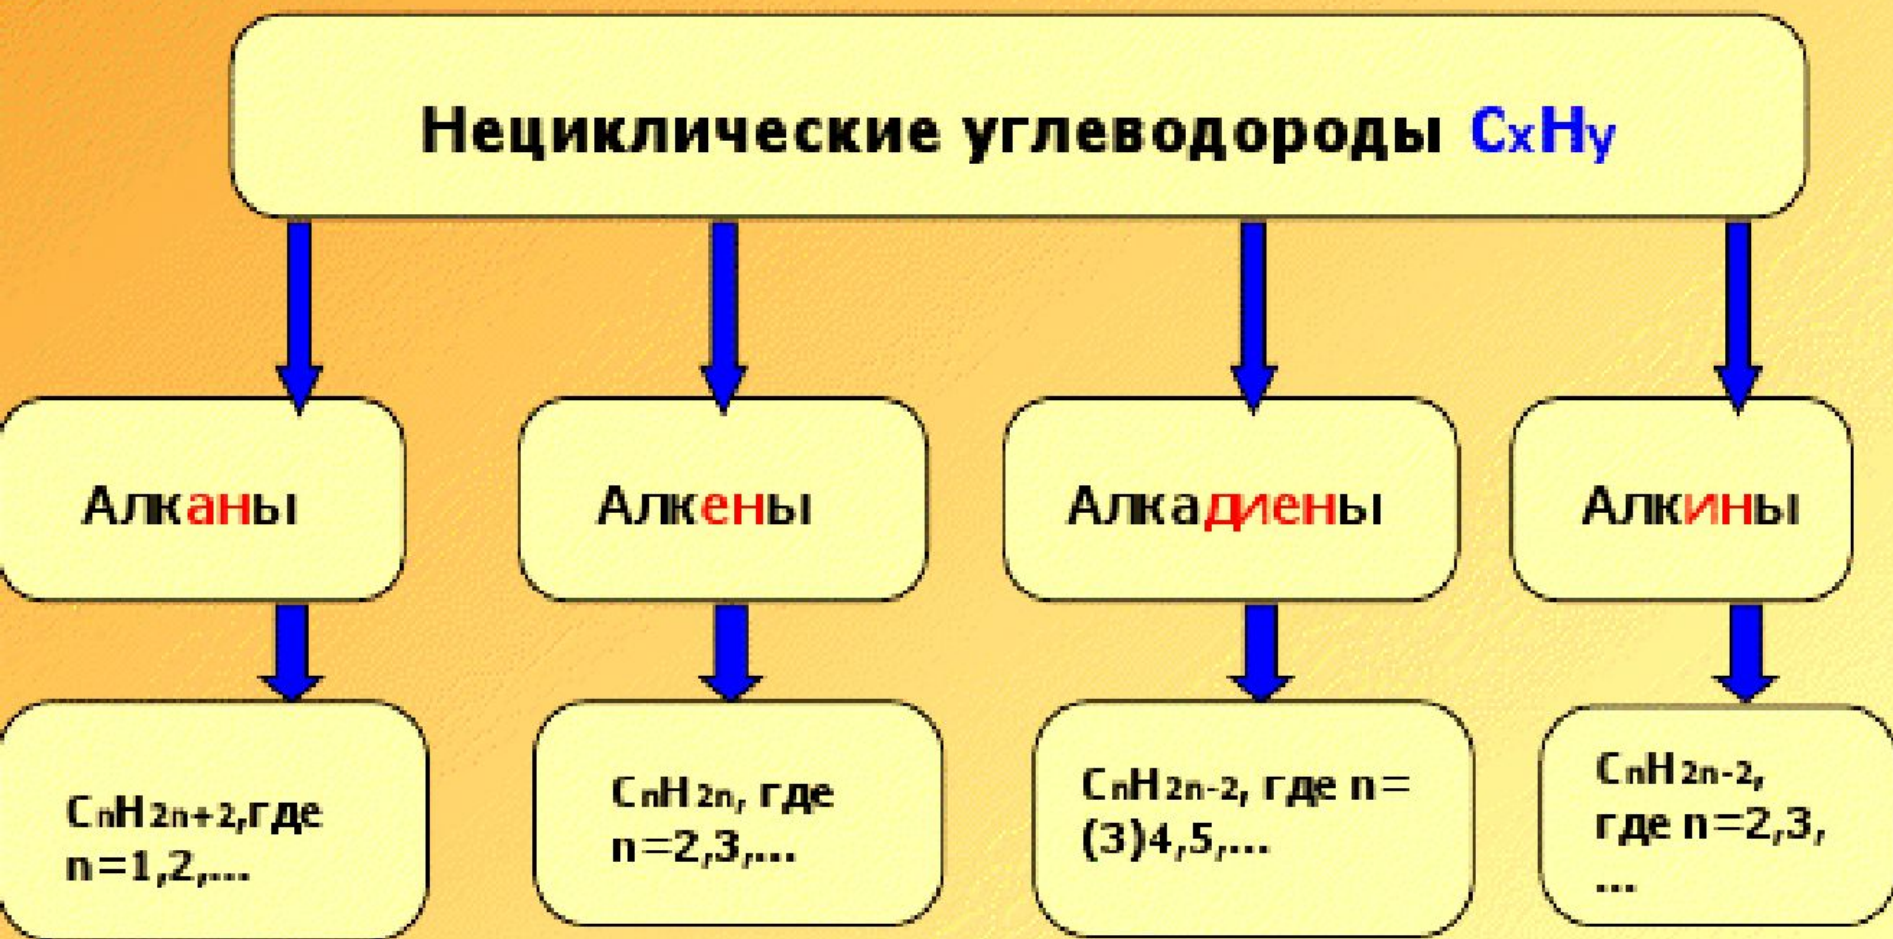 Нециклические углеводороды CxHy
Алканы
Алкены
Алкадиены
Алкины
CnH2n+2,где
n=1,2,...
CnH2n, где
n=2,3,...
CnH2n-2, где n=
(3)4,5,...
CnH2n-2,
где n=2,3,
...